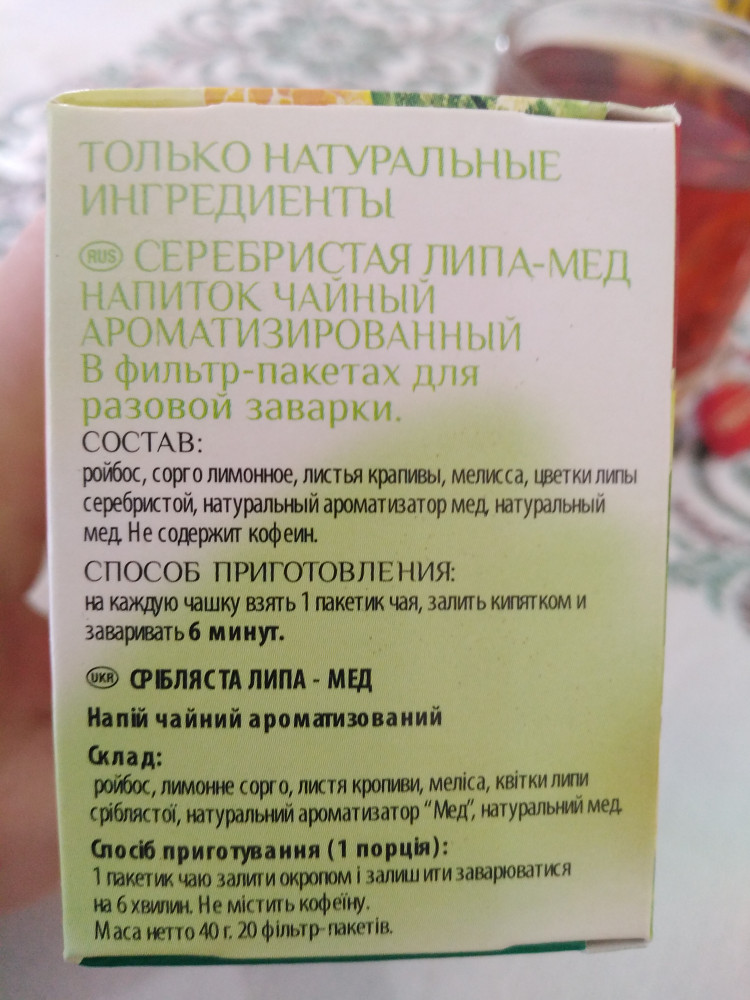 ТОЛЬКО НАТУРАЛЬНЫЕ
ИНГРЕДИЕНТЫ
RUS СЕРЕБРИСТАЯ ЛИПА-МЕД
НАПИТОК ЧАЙНЫЙ
АРОМАТИЗИРОВАННЫЙ
В фильтр-пакетах для
разовой заварки.
СОСТАВ:
ройбос, сорго лимонное, листья крапивы, мелисса, цветки липы
серебристой, натуральный ароматизатор мед, натуральный
мед. Не содержит кофеин.
СПОСОБ ПРИГОТОВЛЕНИЯ:
на каждую чашку взять 1 пакетик чая, залить кипятком и
заваривать 6 минут.
UKR СРІБЛЯСТА ЛИПА - МЕД
Напій чайний ароматизований
Склад:
ройбос, лимонне сорго, листя кропиви, меліса, квітки липи
сріблястої, натуральний ароматизатор "Мед", натуральний мед.
Спосіб приготування (1 порція):
1 пакетик чаю залити окропом і залишити заварюватися
на 6 хвилин. Не містить кофеїну.
Маса нетто 40 г. 20 фільтр-пакетів.